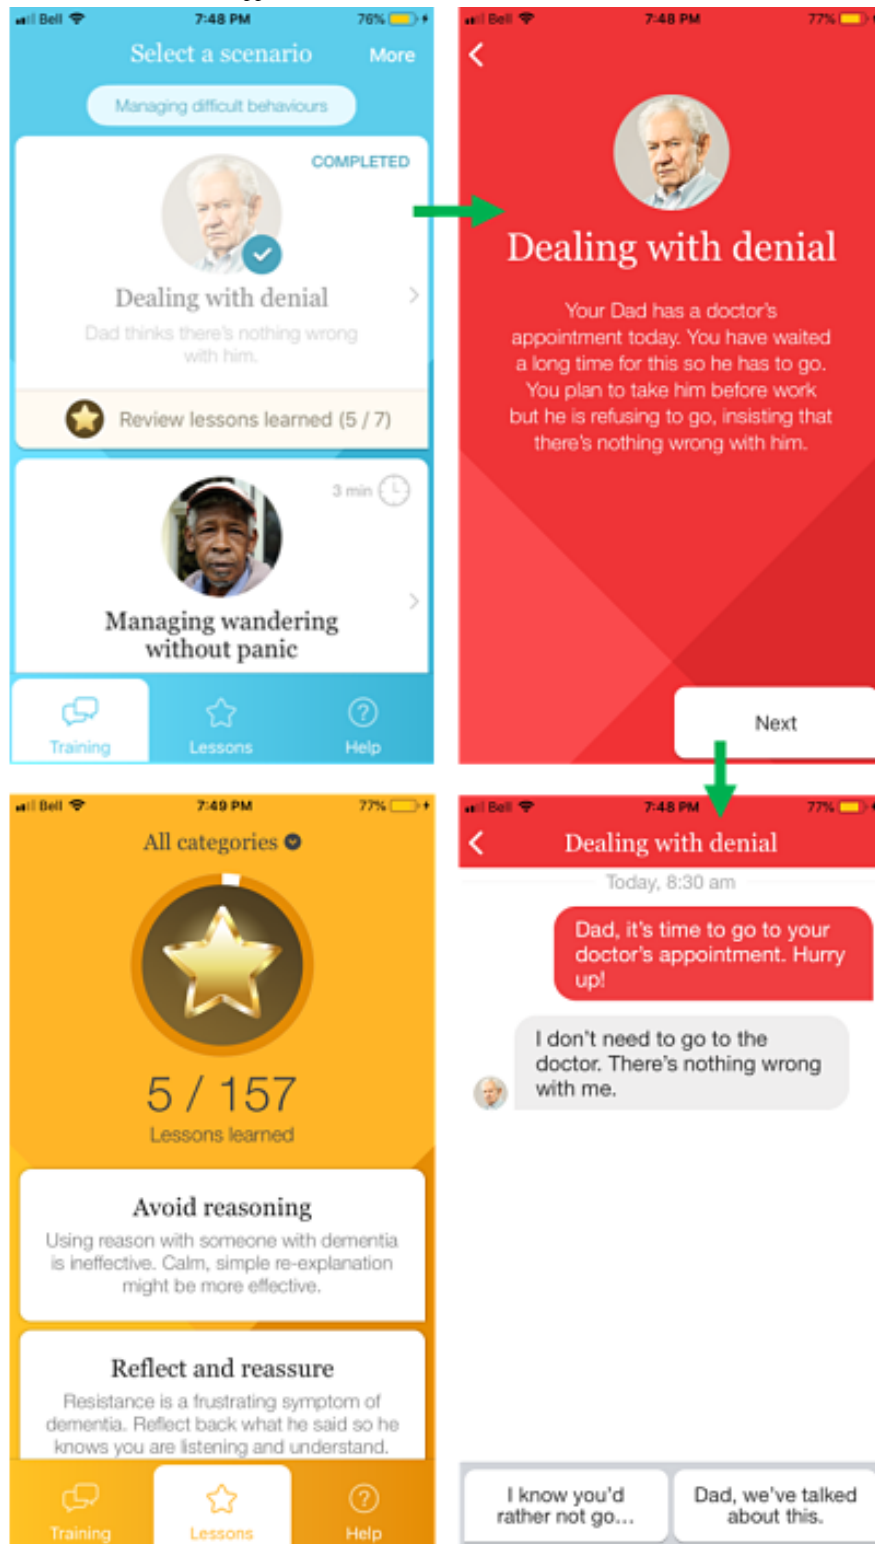 Bell 7:48 PM 76%
Select a scenario More
Managing difficult behaviours
COMPLETED
Dealing with denial
Dad thinks there's nothing wrong
with him.
Review lessons learned (5 / 7)
3 min
Managing wandering
without panic
Training Lessons Help
Bell 7:48 PM 77%
Dealing with denial
Your Dad has a doctor's
appointment today. You have waited
a long time for this so he has to go.
You plan to take him before work
but he is refusing to go, insisting that
there's nothing wrong with him.
Next
Bell 7:49 PM 77%
All categories
5 / 157
Lessons learned
Avoid reasoning
Using reason with someone with dementia
is ineffective. Calm, simple re-explanation
might be more effective.
Reflect and reassure
Resistance is a frustrating symptom of
dementia. Reflect back what he said so he
knows you are listening and understand.
Training Lessons Help
Bell 7:48 PM 77%
Dealing with denial
Today, 8:30 am
Dad, it's time to go to your
doctor's appointment. Hurry
up!
I don't need to go to the
doctor. There's nothing wrong
with me.
I know you'd
rather not go...
Dad, we've talked
about this.